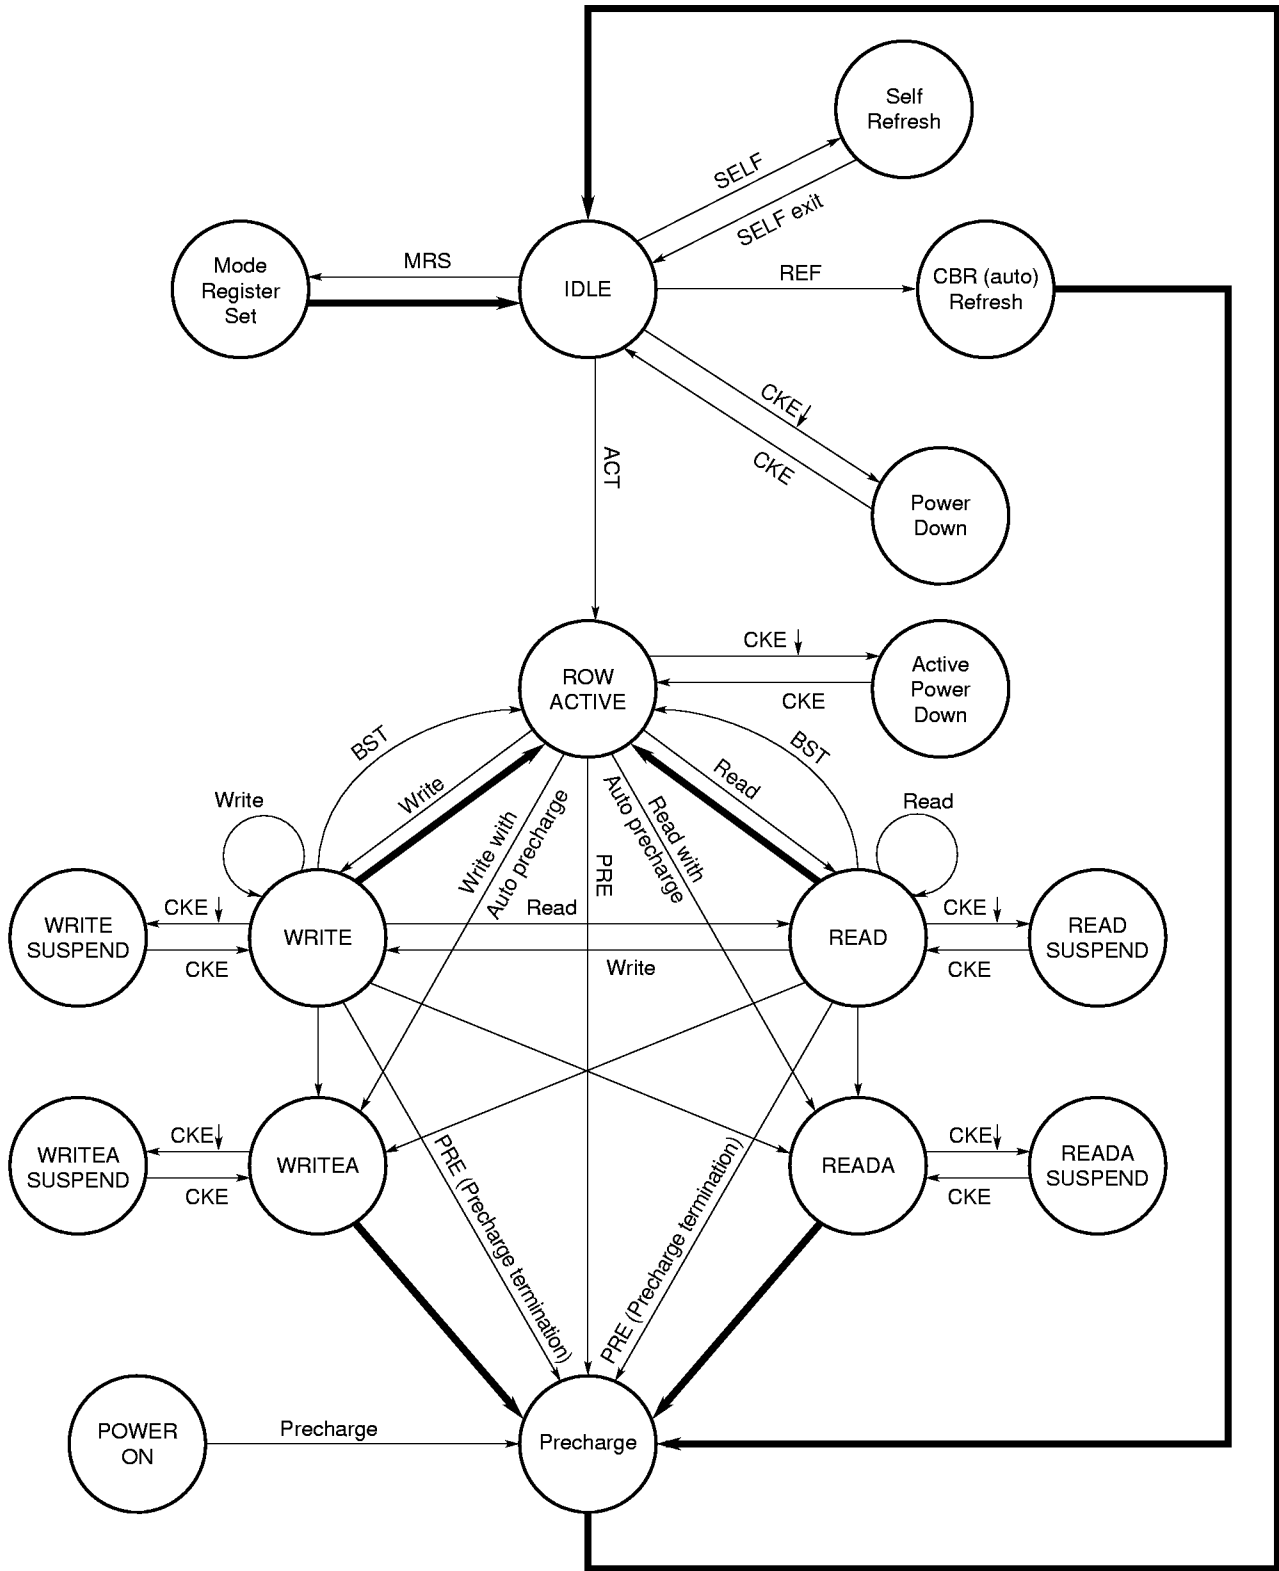 Self
Refresh
SELF
SELF exit
Mode
Register
Set
MRS
IDLE
REF
CBR (auto)
Refresh
CKE↓
CKE
ACT
Power
Down
ROW
ACTIVE
CKE ↓
CKE
Active
Power
Down
BST
BST
Write
Read
Write
Read
Write with
Auto precharge
PRE
Read with
Auto precharge
WRITE
SUSPEND
CKE ↓
CKE
WRITE
Read
Write
READ
CKE ↓
CKE
READ
SUSPEND
WRITEA
SUSPEND
CKE↓
CKE
WRITEA
PRE (Precharge termination)
PRE (Precharge termination))
READA
CKE↓
CKE
READA
SUSPEND
POWER
ON
Precharge
Precharge